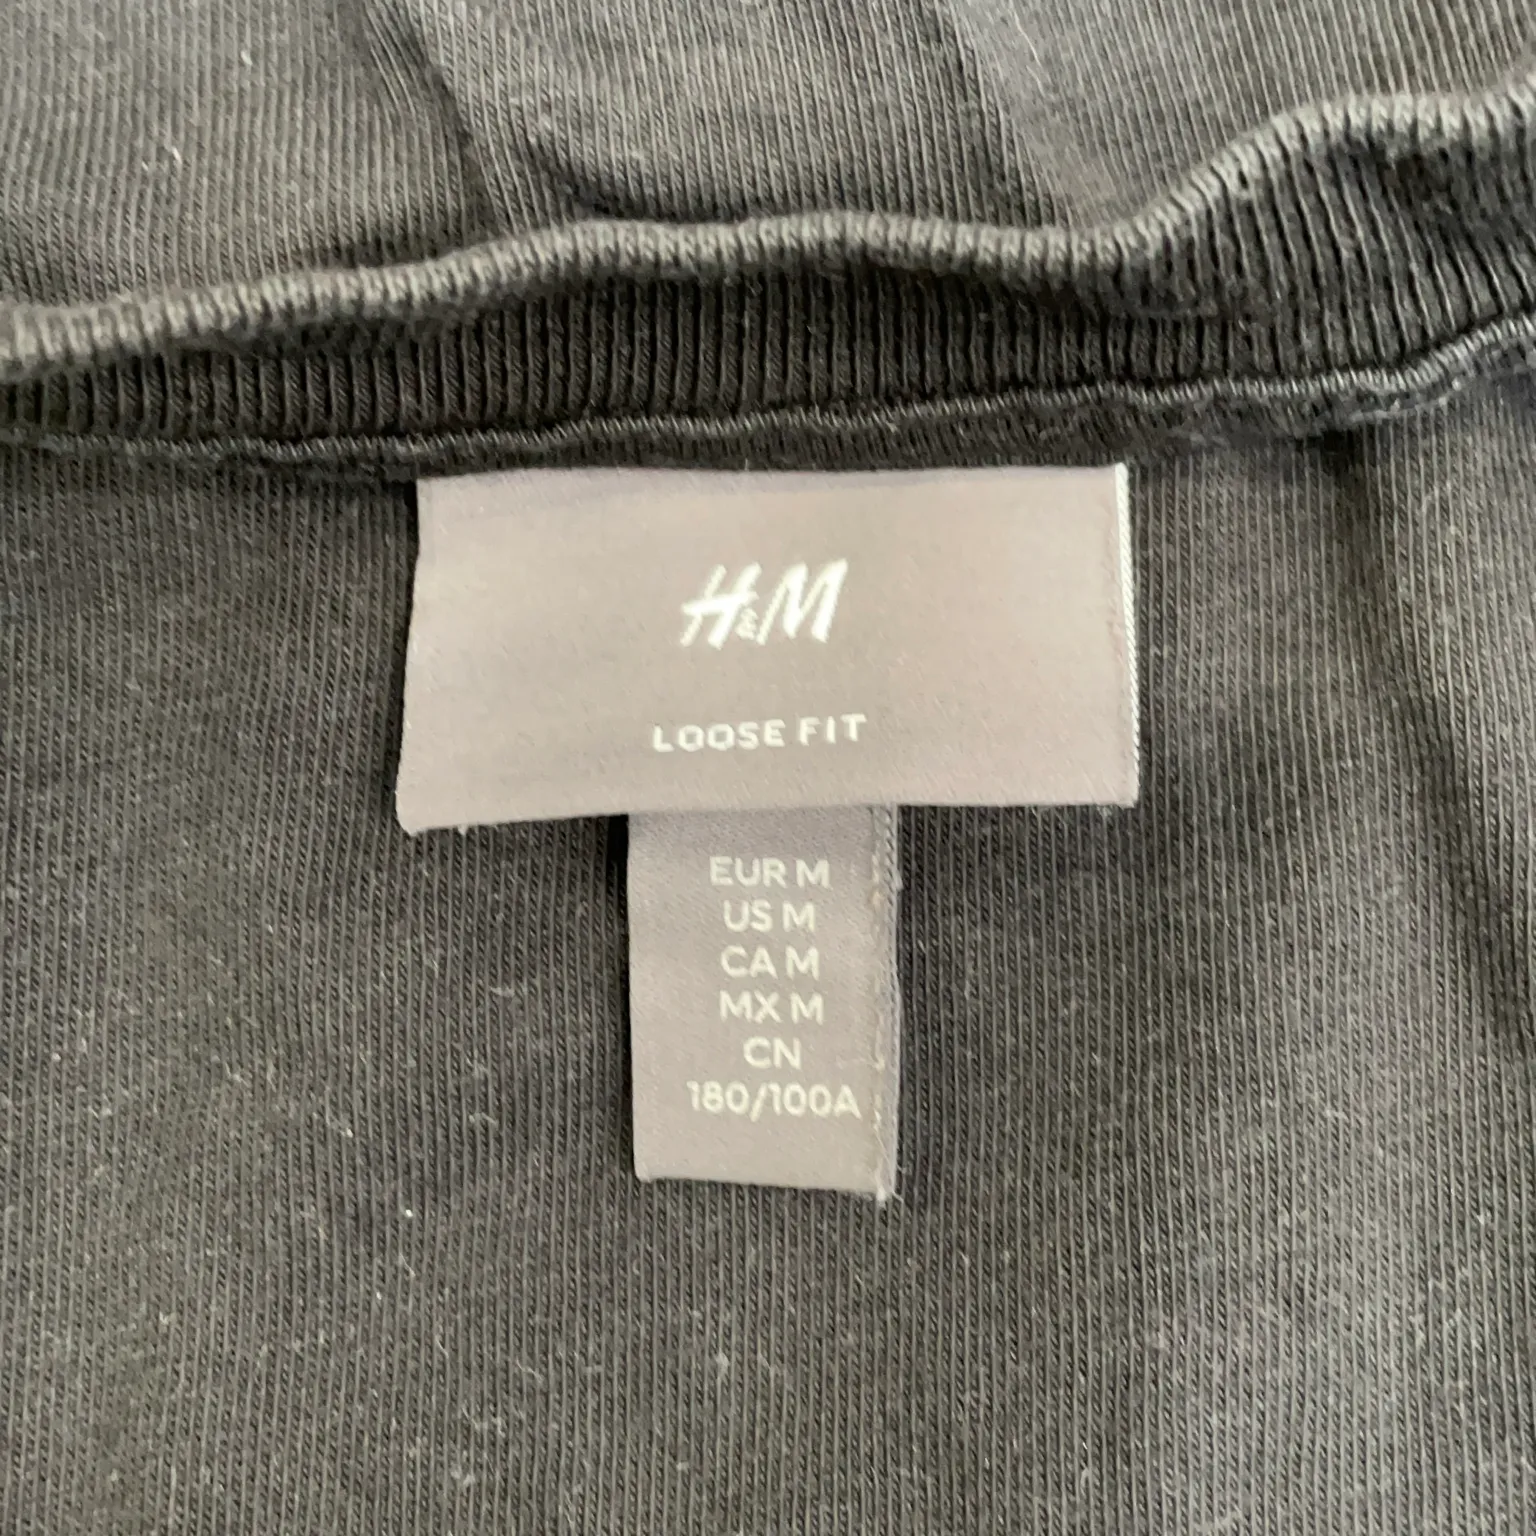 H&M
LOOSE FIT
EUR M
US M
CA M
MX M
CN
180/100A